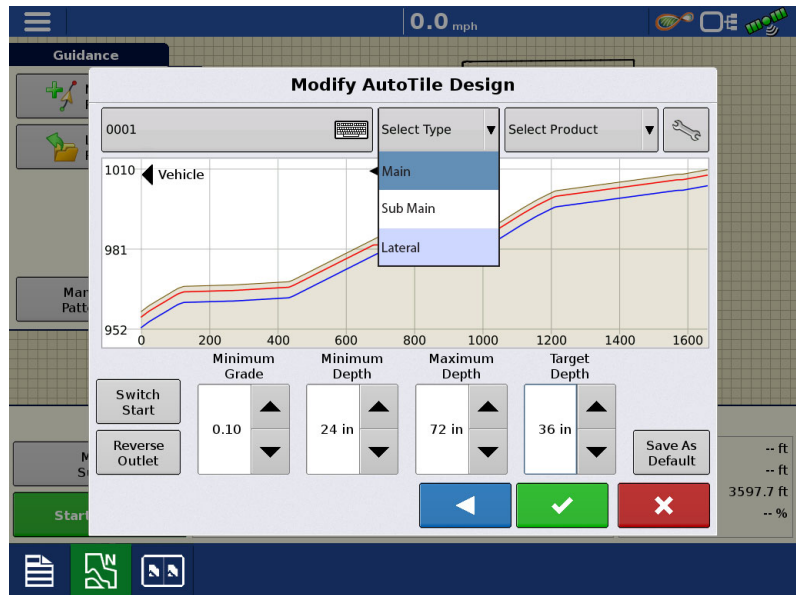 0.0 mph
Guidance
Modify AutoTile Design
0001
Select Type
Select Product
Main
Sub Main
Lateral
1010
Vehicle
981
952
0 200 400 600 800 1000 1200 1400 1600
Minimum Grade
Minimum Depth
Maximum Depth
Target Depth
Switch Start
Reverse Outlet
0.10
24 in
72 in
36 in
Save As Default
Mar
Patt
Start
-- ft
-- ft
3597.7 ft
-- %
N